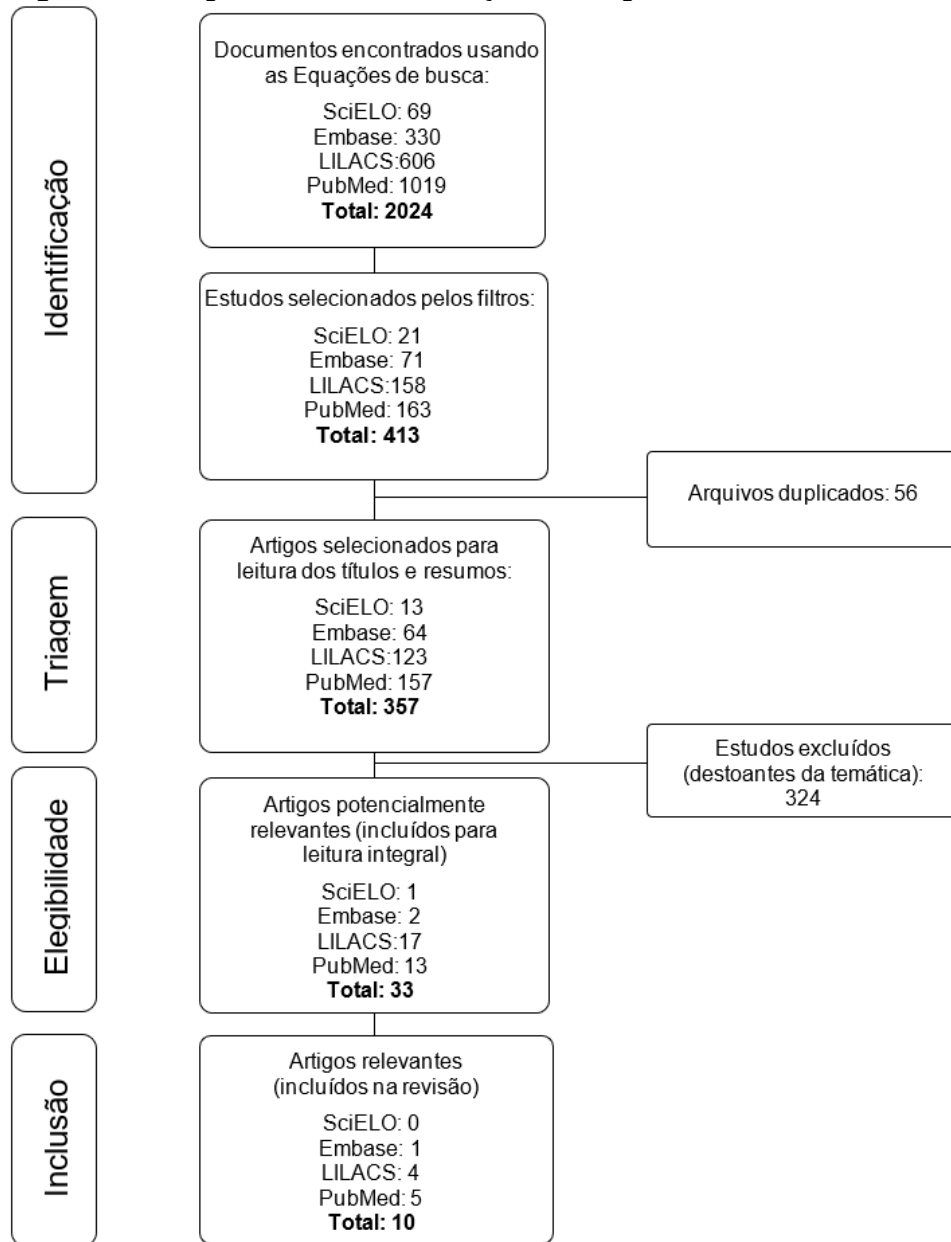 Identificação
Documentos encontrados usando
as Equações de busca:
SciELO: 69
Embase: 330
LILACS:606
PubMed: 1019
Total: 2024
Estudos selecionados pelos filtros:
SciELO: 21
Embase: 71
LILACS:158
PubMed: 163
Total: 413
Arquivos duplicados: 56
Triagem
Artigos selecionados para
leitura dos títulos e resumos:
SciELO: 13
Embase: 64
LILACS:123
PubMed: 157
Total: 357
Estudos excluídos
(destoantes da temática):
324
Elegibilidade
Artigos potencialmente
relevantes (incluídos para
leitura integral)
SciELO: 1
Embase: 2
LILACS:17
PubMed: 13
Total: 33
Inclusão
Artigos relevantes
(incluídos na revisão)
SciELO: 0
Embase: 1
LILACS: 4
PubMed: 5
Total: 10